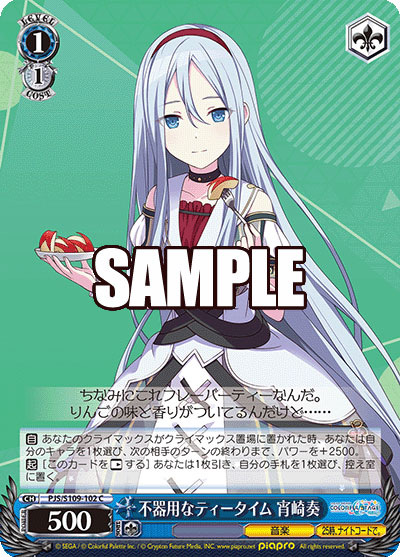 LEVEL
1
1
COST
SAMPLE
ちなみにこれフレーバーティーなんだ。
りんごの味と香りがついてるんだけど……
自 あなたのクライマックスがクライマックス置場に置かれた時、あなたは自
分のキャラを1枚選び、次の相手のターンの終わりまで、パワーを+2500。
起［このカードを する］あなたは1枚引き、自分の手札を1枚選び、控え室
に置く。
CH PJS/S109-102 C
不器用なティータイム 宵崎奏
POWER
500
音楽
25時、ナイトコードで。
COLORFUL STAGE!
© SEGA / © Colorful Palette Inc. / © Crypton Future Media, INC. www.piapro.net piapro